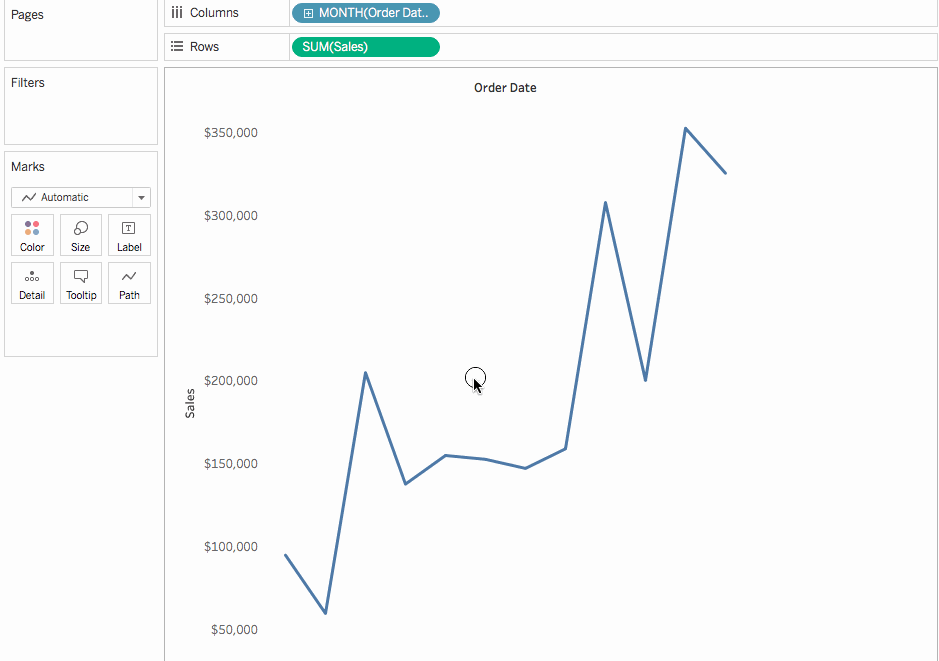 Pages
Columns
MONTH(Order Dat..
Rows
SUM(Sales)
Filters
Marks
Automatic
Color
Size
T
Label
Detail
Tooltip
Path
Order Date
$350,000
$300,000
$250,000
$200,000
Sales
$150,000
$100,000
$50,000